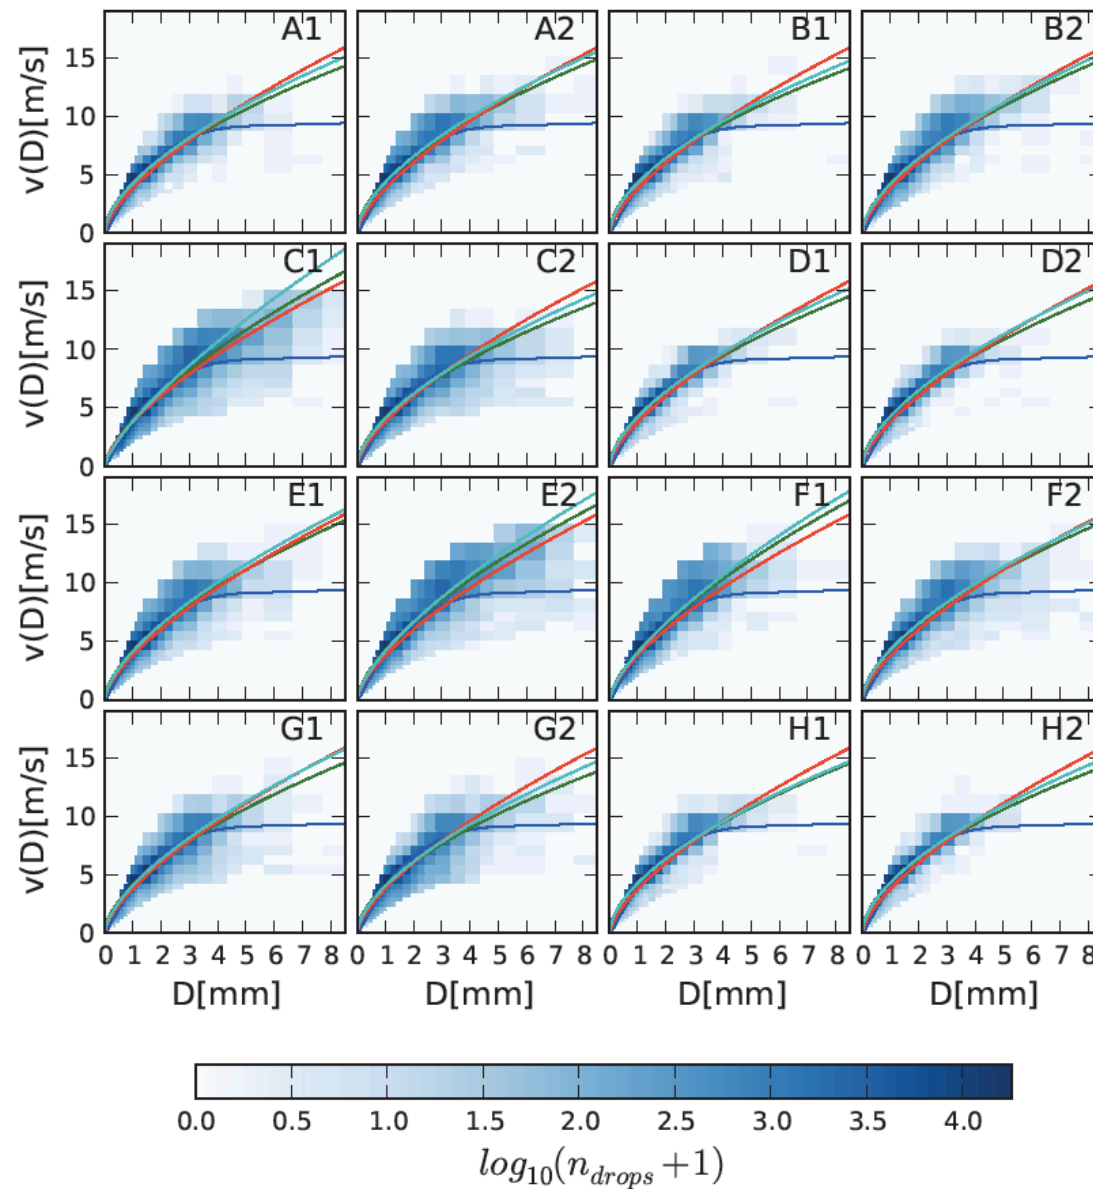 A1 A2 B1 B2
v(D)[m/s]
15
10
5
0
C1 C2 D1 D2
v(D)[m/s]
15
10
5
0
E1 E2 F1 F2
v(D)[m/s]
15
10
5
0
G1 G2 H1 H2
v(D)[m/s]
15
10
5
0
0 1 2 3 4 5 6 7 8 0 1 2 3 4 5 6 7 8 0 1 2 3 4 5 6 7 8 0 1 2 3 4 5 6 7 8
D[mm] D[mm] D[mm] D[mm]
0.0 0.5 1.0 1.5 2.0 2.5 3.0 3.5 4.0
log₁₀(n_drops +1)